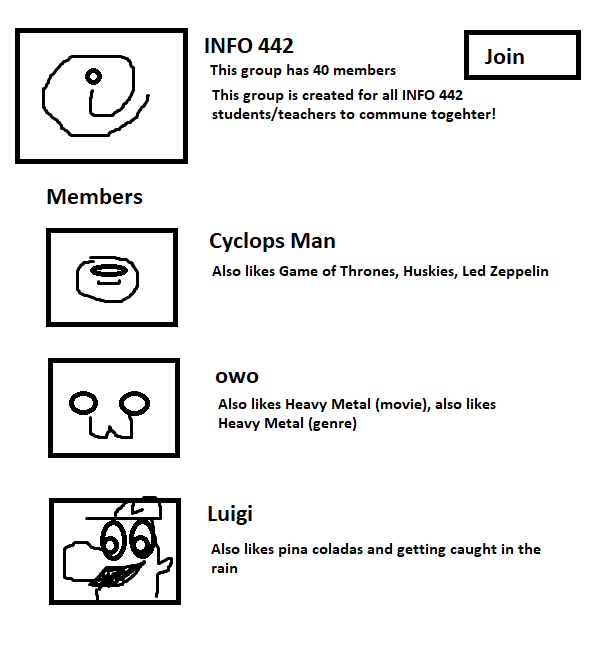 INFO 442
Join
This group has 40 members
This group is created for all INFO 442
students/teachers to commune togehter!
Members
Cyclops Man
Also likes Game of Thrones, Huskies, Led Zeppelin
owo
Also likes Heavy Metal (movie), also likes
Heavy Metal (genre)
Luigi
Also likes pina coladas and getting caught in the
rain